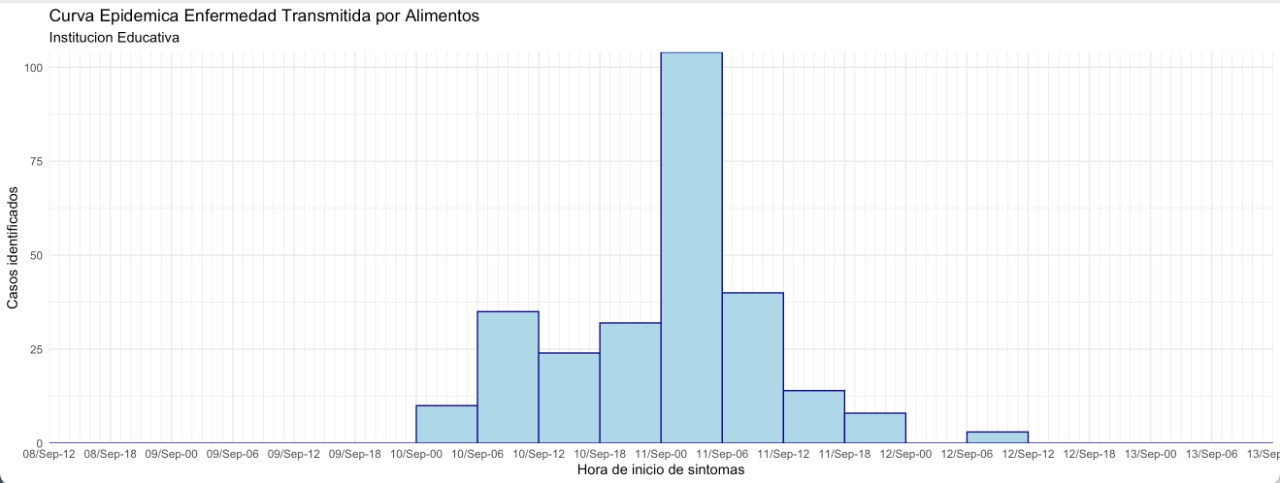 Curva Epidemica Enfermedad Transmitida por Alimentos
Institucion Educativa
Casos identificados
100
75
50
25
0
08/Sep-12 08/Sep-18 09/Sep-00 09/Sep-06 09/Sep-12 09/Sep-18 10/Sep-00 10/Sep-06 10/Sep-12 10/Sep-18 11/Sep-00 11/Sep-06 11/Sep-12 11/Sep-18 12/Sep-00 12/Sep-06 12/Sep-12 12/Sep-18 13/Sep-00 13/Sep-06 13/Sep
Hora de inicio de sintomas